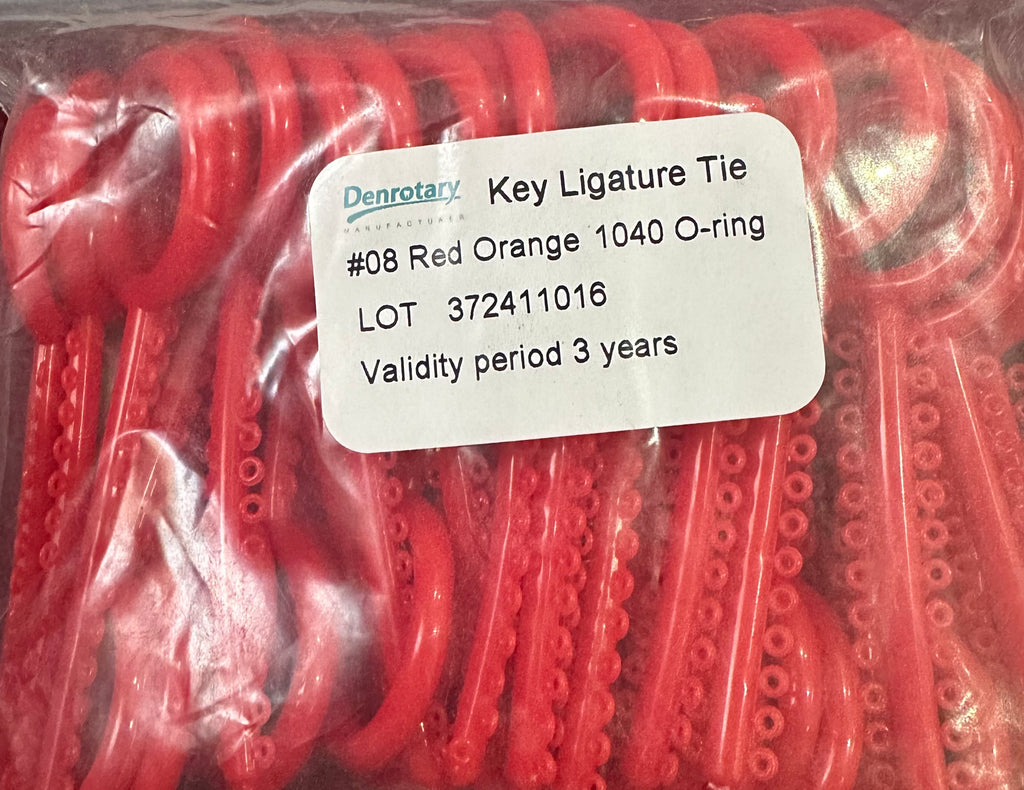 Denrotary Key Ligature Tie
MANUFACTURER
#08 Red Orange 1040 O-ring
LOT 372411016
Validity period 3 years